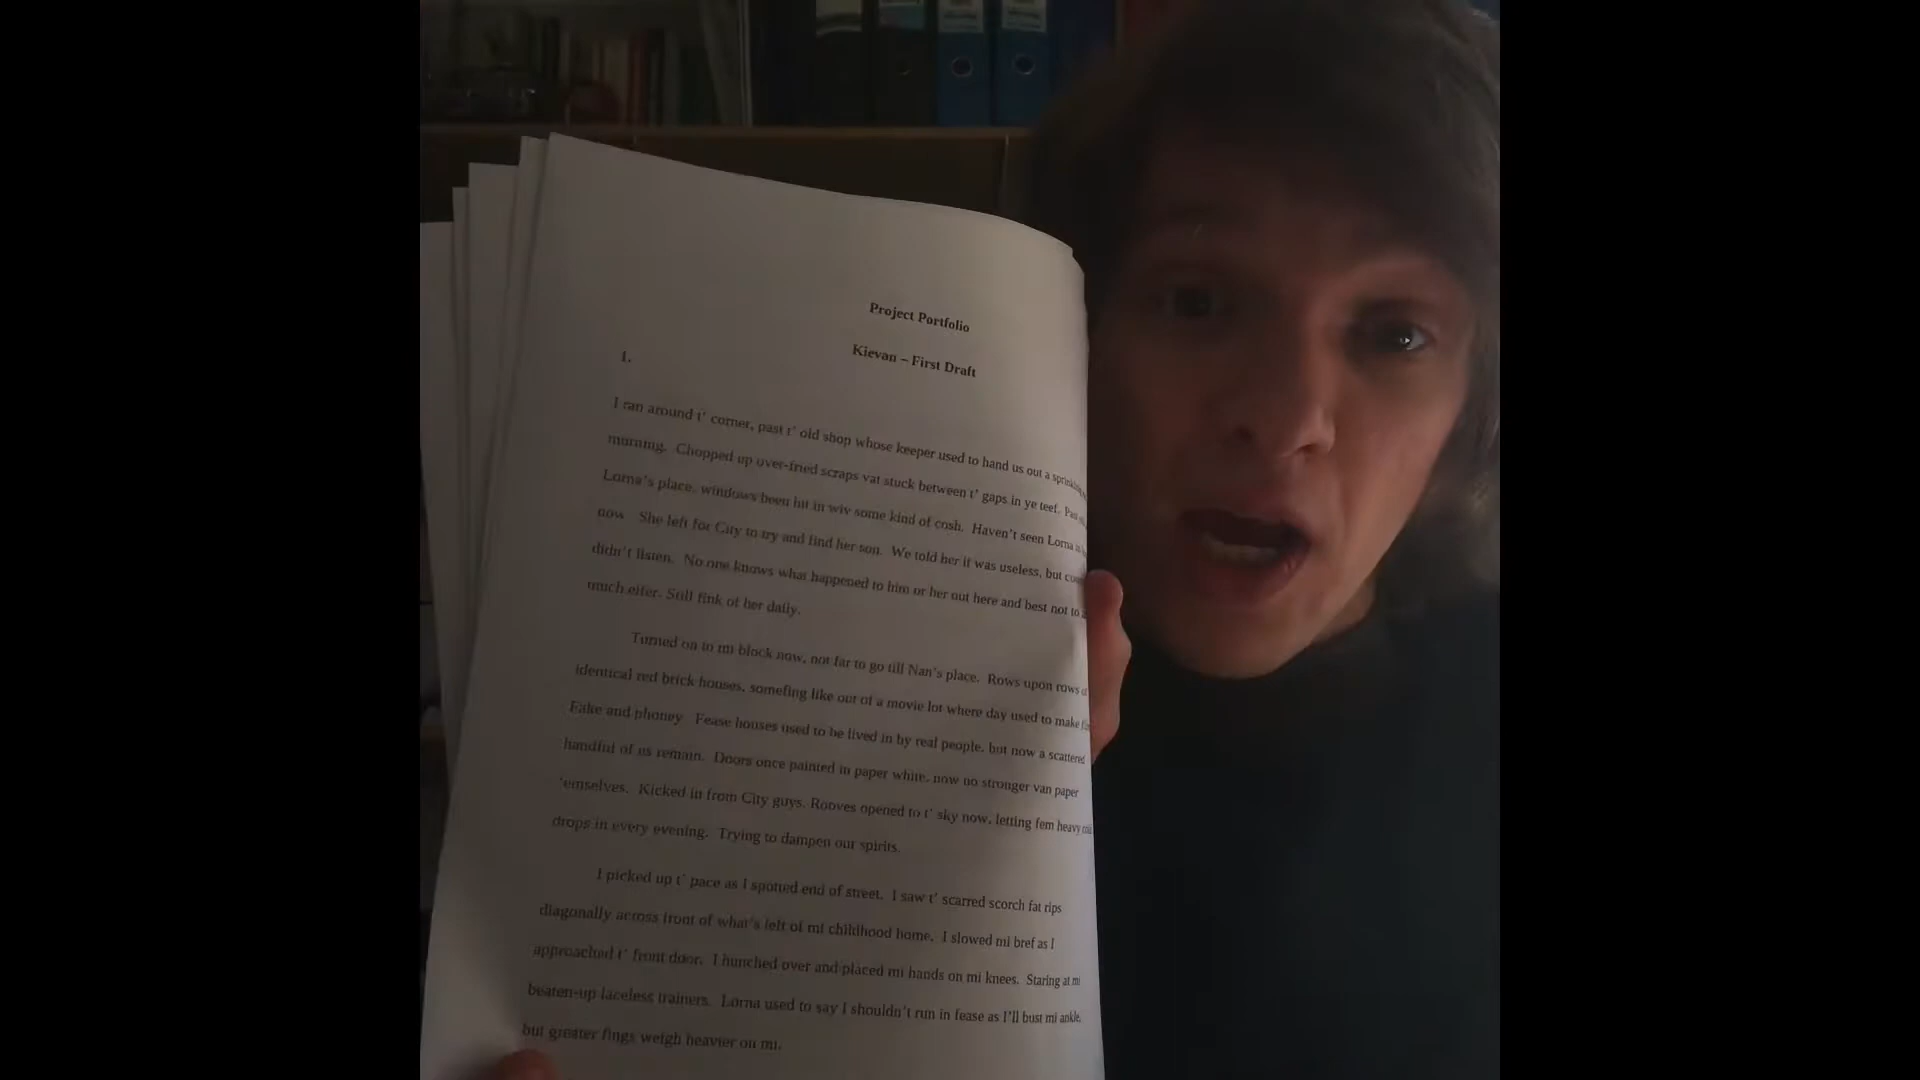 Project Portfolio
Kievan – First Draft
1.
I ran around t' corner, past t' old shop whose keeper used to hand us out a
morning. Chopped up over-fried scraps vat stuck between t' gaps in ye teef. Past
Lorna's place, windows been hit in wiv some kind of cosh. Haven't seen Lorna
now. She left for City to try and find her son. We told her it was useless, but
didn't listen. No one knows what happened to him or her out here and best not to
much eifer. Still fink of her daily.
Turned on to mi block now, not far to go till Nan's place. Rows upon rows of
identical red brick houses, somefing like out of a movie lot where day used to make
Fake and phoney. Fease houses used to be lived in by real people, but now a scattered
handful of us remain. Doors once painted in paper white, now no stronger van paper
'emselves. Kicked in from City guys. Rooves opened to t' sky now, letting fem heavy
drops in every evening. Trying to dampen our spirits.
I picked up t' pace as I spotted end of street. I saw t' scarred scorch fat rips
diagonally across front of what's left of mi childhood home. I slowed mi bref as I
approached t' front door. I hunched over and placed mi hands on mi knees. Staring at mi
beaten-up laceless trainers. Lorna used to say I shouldn't run in fease as I'll bust mi ankle,
but greater fings weigh heavier on mi.